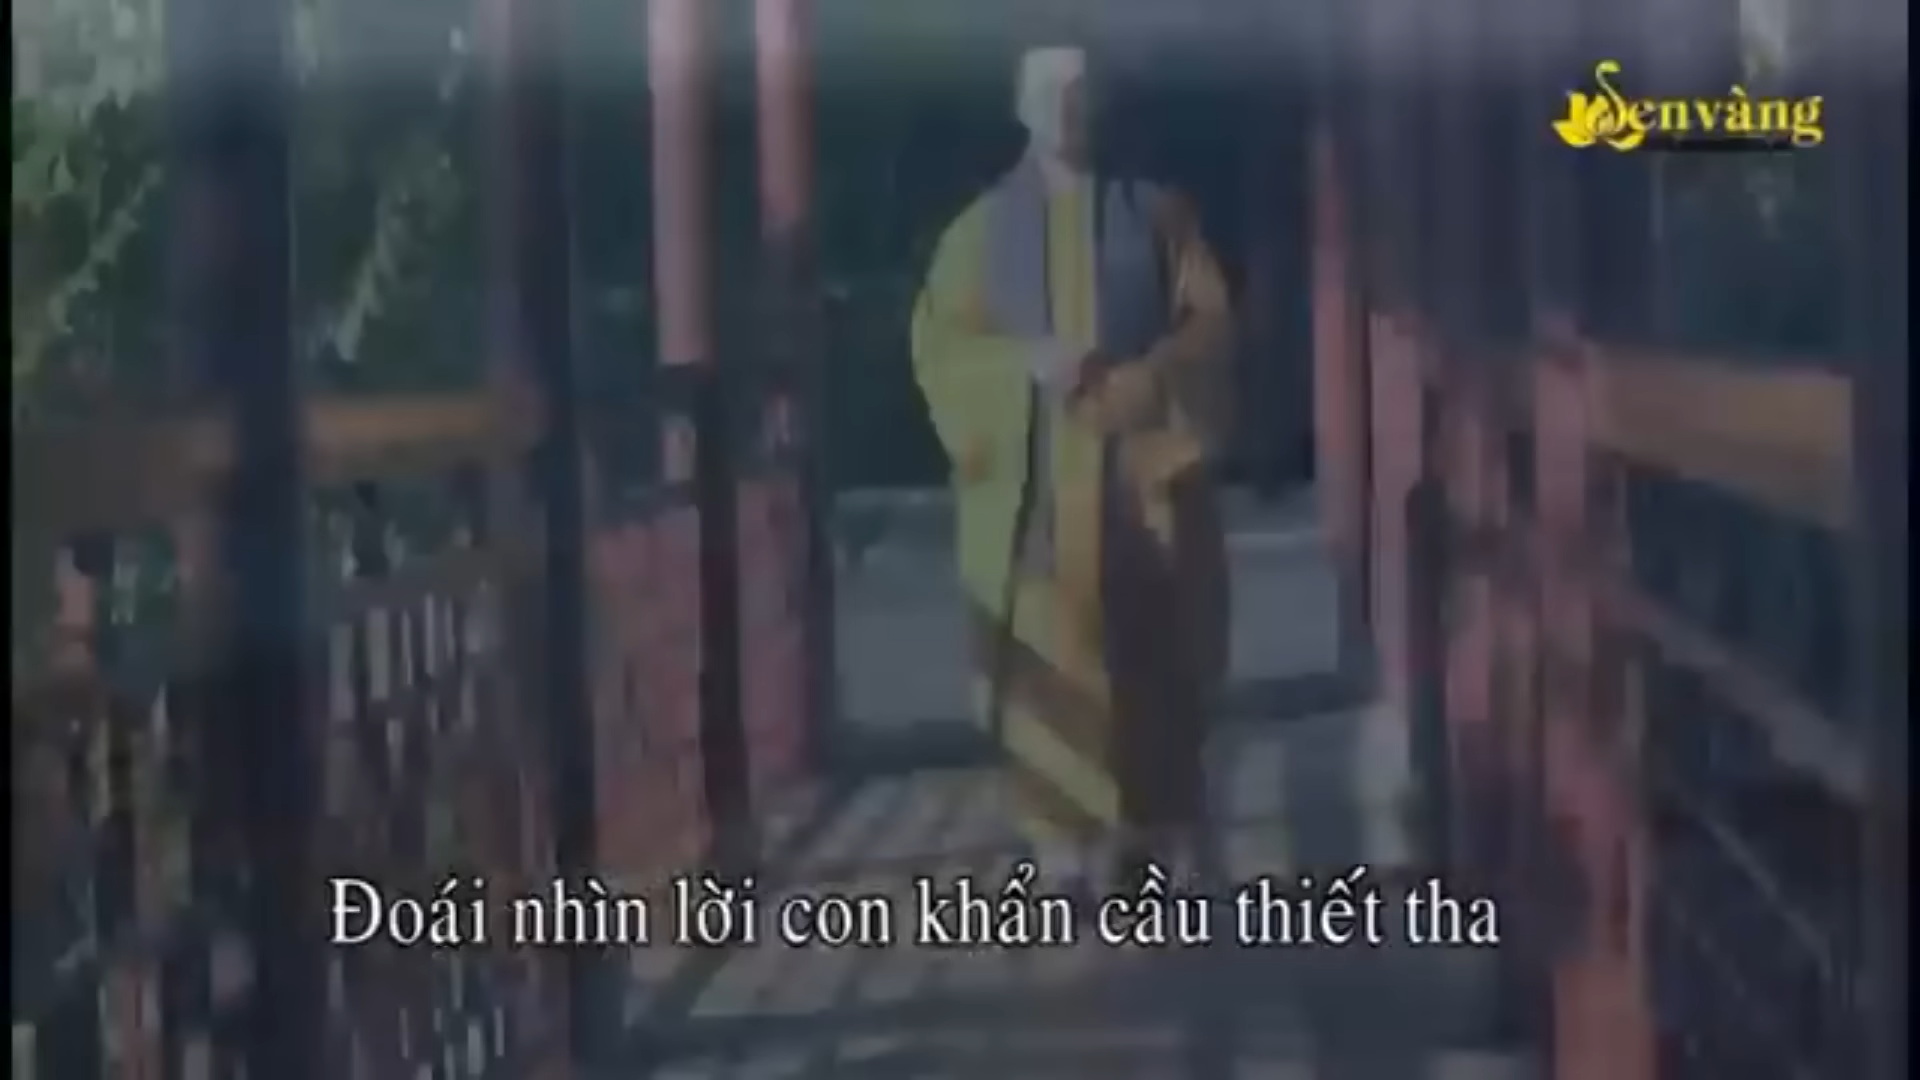 Senvàng
Đoái nhìn lời con khẩn cầu thiết tha